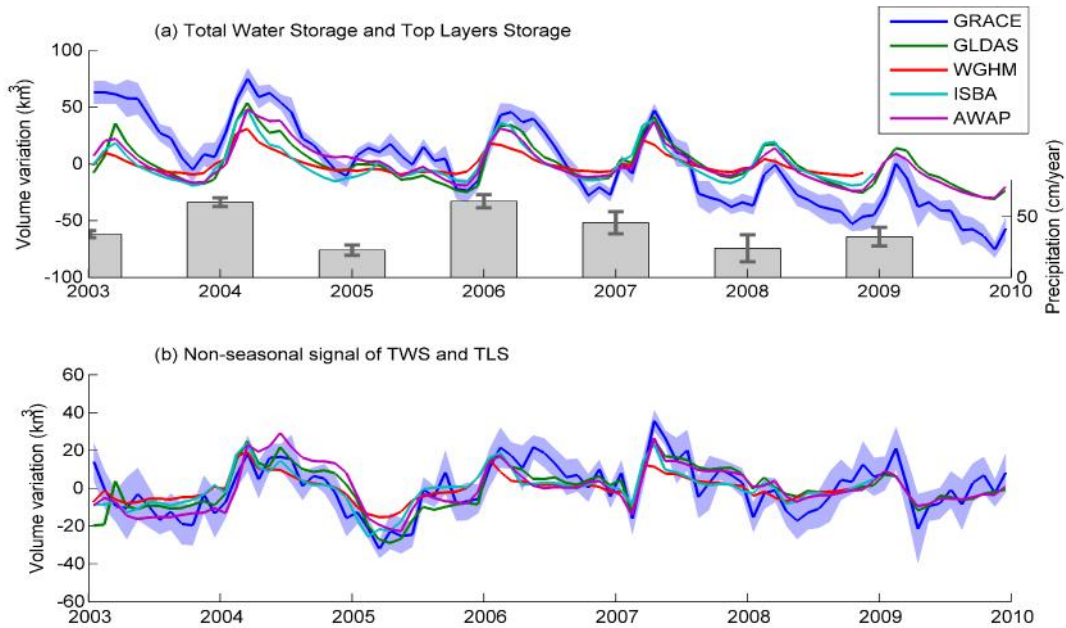 (a) Total Water Storage and Top Layers Storage
GRACE
GLDAS
WGHM
ISBA
AWAP
Volume variation (km³)
100
50
0
-50
-100
Precipitation (cm/year)
50
0
2003 2004 2005 2006 2007 2008 2009 2010
(b) Non-seasonal signal of TWS and TLS
Volume variation (km³)
60
40
20
0
-20
-40
-60
2003 2004 2005 2006 2007 2008 2009 2010